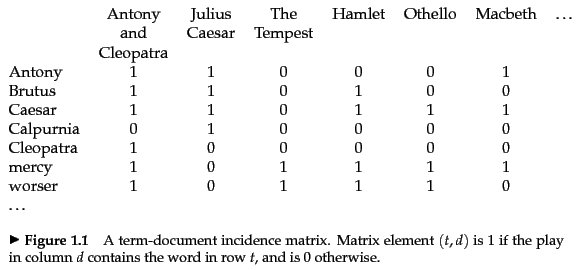 Antony Julius The Hamlet Othello Macbeth ...
and Caesar Tempest
Cleopatra
Antony 1 1 0 0 0 1
Brutus 1 1 0 1 0 0
Caesar 1 1 0 1 1 1
Calpurnia 0 1 0 0 0 0
Cleopatra 1 0 0 0 0 0
mercy 1 0 1 1 1 1
worser 1 0 1 1 1 0
...
▶ Figure 1.1 A term-document incidence matrix. Matrix element (t, d) is 1 if the play
in column d contains the word in row t, and is 0 otherwise.